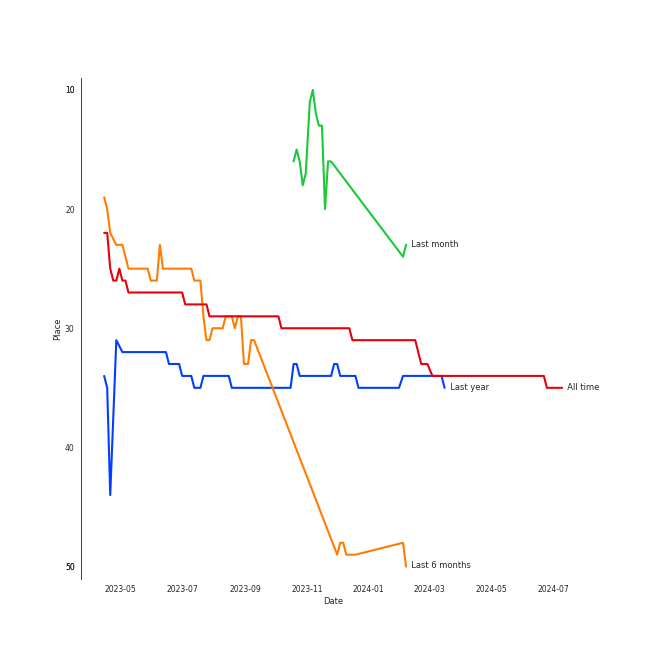 10
20
30
40
50
Place
Last month
Last year
All time
Last 6 months
2023-05
2023-07
2023-09
2023-11
2024-01
2024-03
2024-05
2024-07
Date